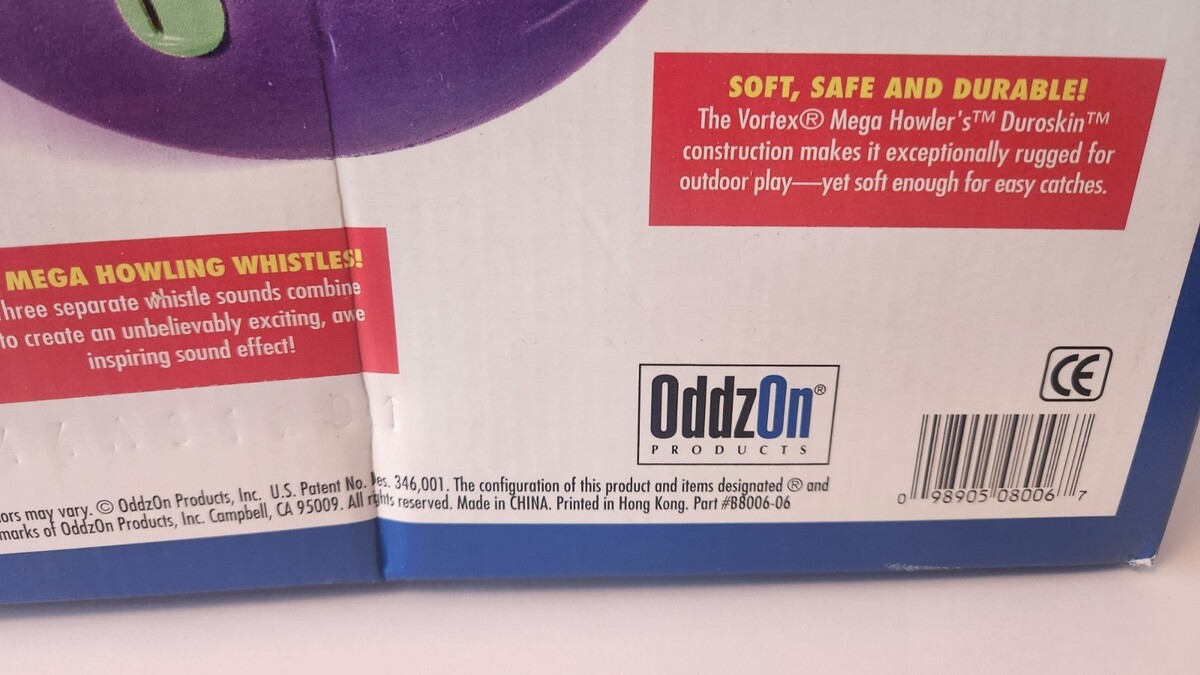 SOFT, SAFE AND DURABLE!
The Vortex® Mega Howler's™ Duroskin™
construction makes it exceptionally rugged for
outdoor play—yet soft enough for easy catches.
MEGA HOWLING WHISTLES!
hree separate whistle sounds combine
to create an unbelievably exciting, awe
inspiring sound effect!
CE
OddzOn®
PRODUCTS
ors may vary. © OddzOn Products, Inc. U.S. Patent No. Des. 346,001. The configuration of this product and items designated ® and
marks of OddzOn Products, Inc. Campbell, CA 95009. All rights reserved. Made in CHINA. Printed in Hong Kong. Part #B8006-06
0 98905 08006 7